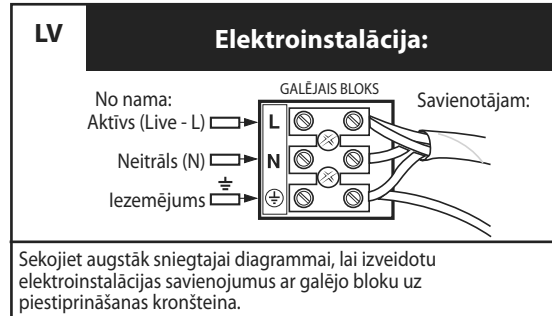 LV
Elektroinstalācija:
GALĒJAIS BLOKS
No nama:
Savienotājam:
Aktīvs (Live - L)
L
Neitrāls (N)
N
Iezemējums
Sekojiet augstāk sniegtajai diagrammai, lai izveidotu
elektroinstalācijas savienojumus ar galējo bloku uz
piestiprināšanas kronšteina.